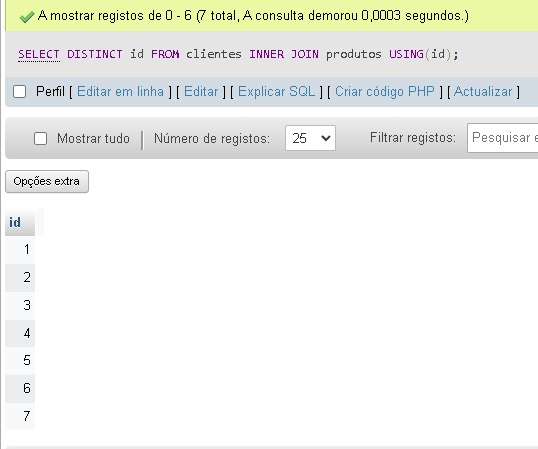 A mostrar registos de 0 - 6 (7 total, A consulta demorou 0,0003 segundos.)
SELECT DISTINCT id FROM clientes INNER JOIN produtos USING(id);
Perfil [ Editar em linha ] [ Editar ] [ Explicar SQL ] [ Criar código PHP ] [ Actualizar ]
Mostrar tudo | Número de registos: 25 Filtrar registos: Pesquisar e
Opções extra
id
1
2
3
4
5
6
7